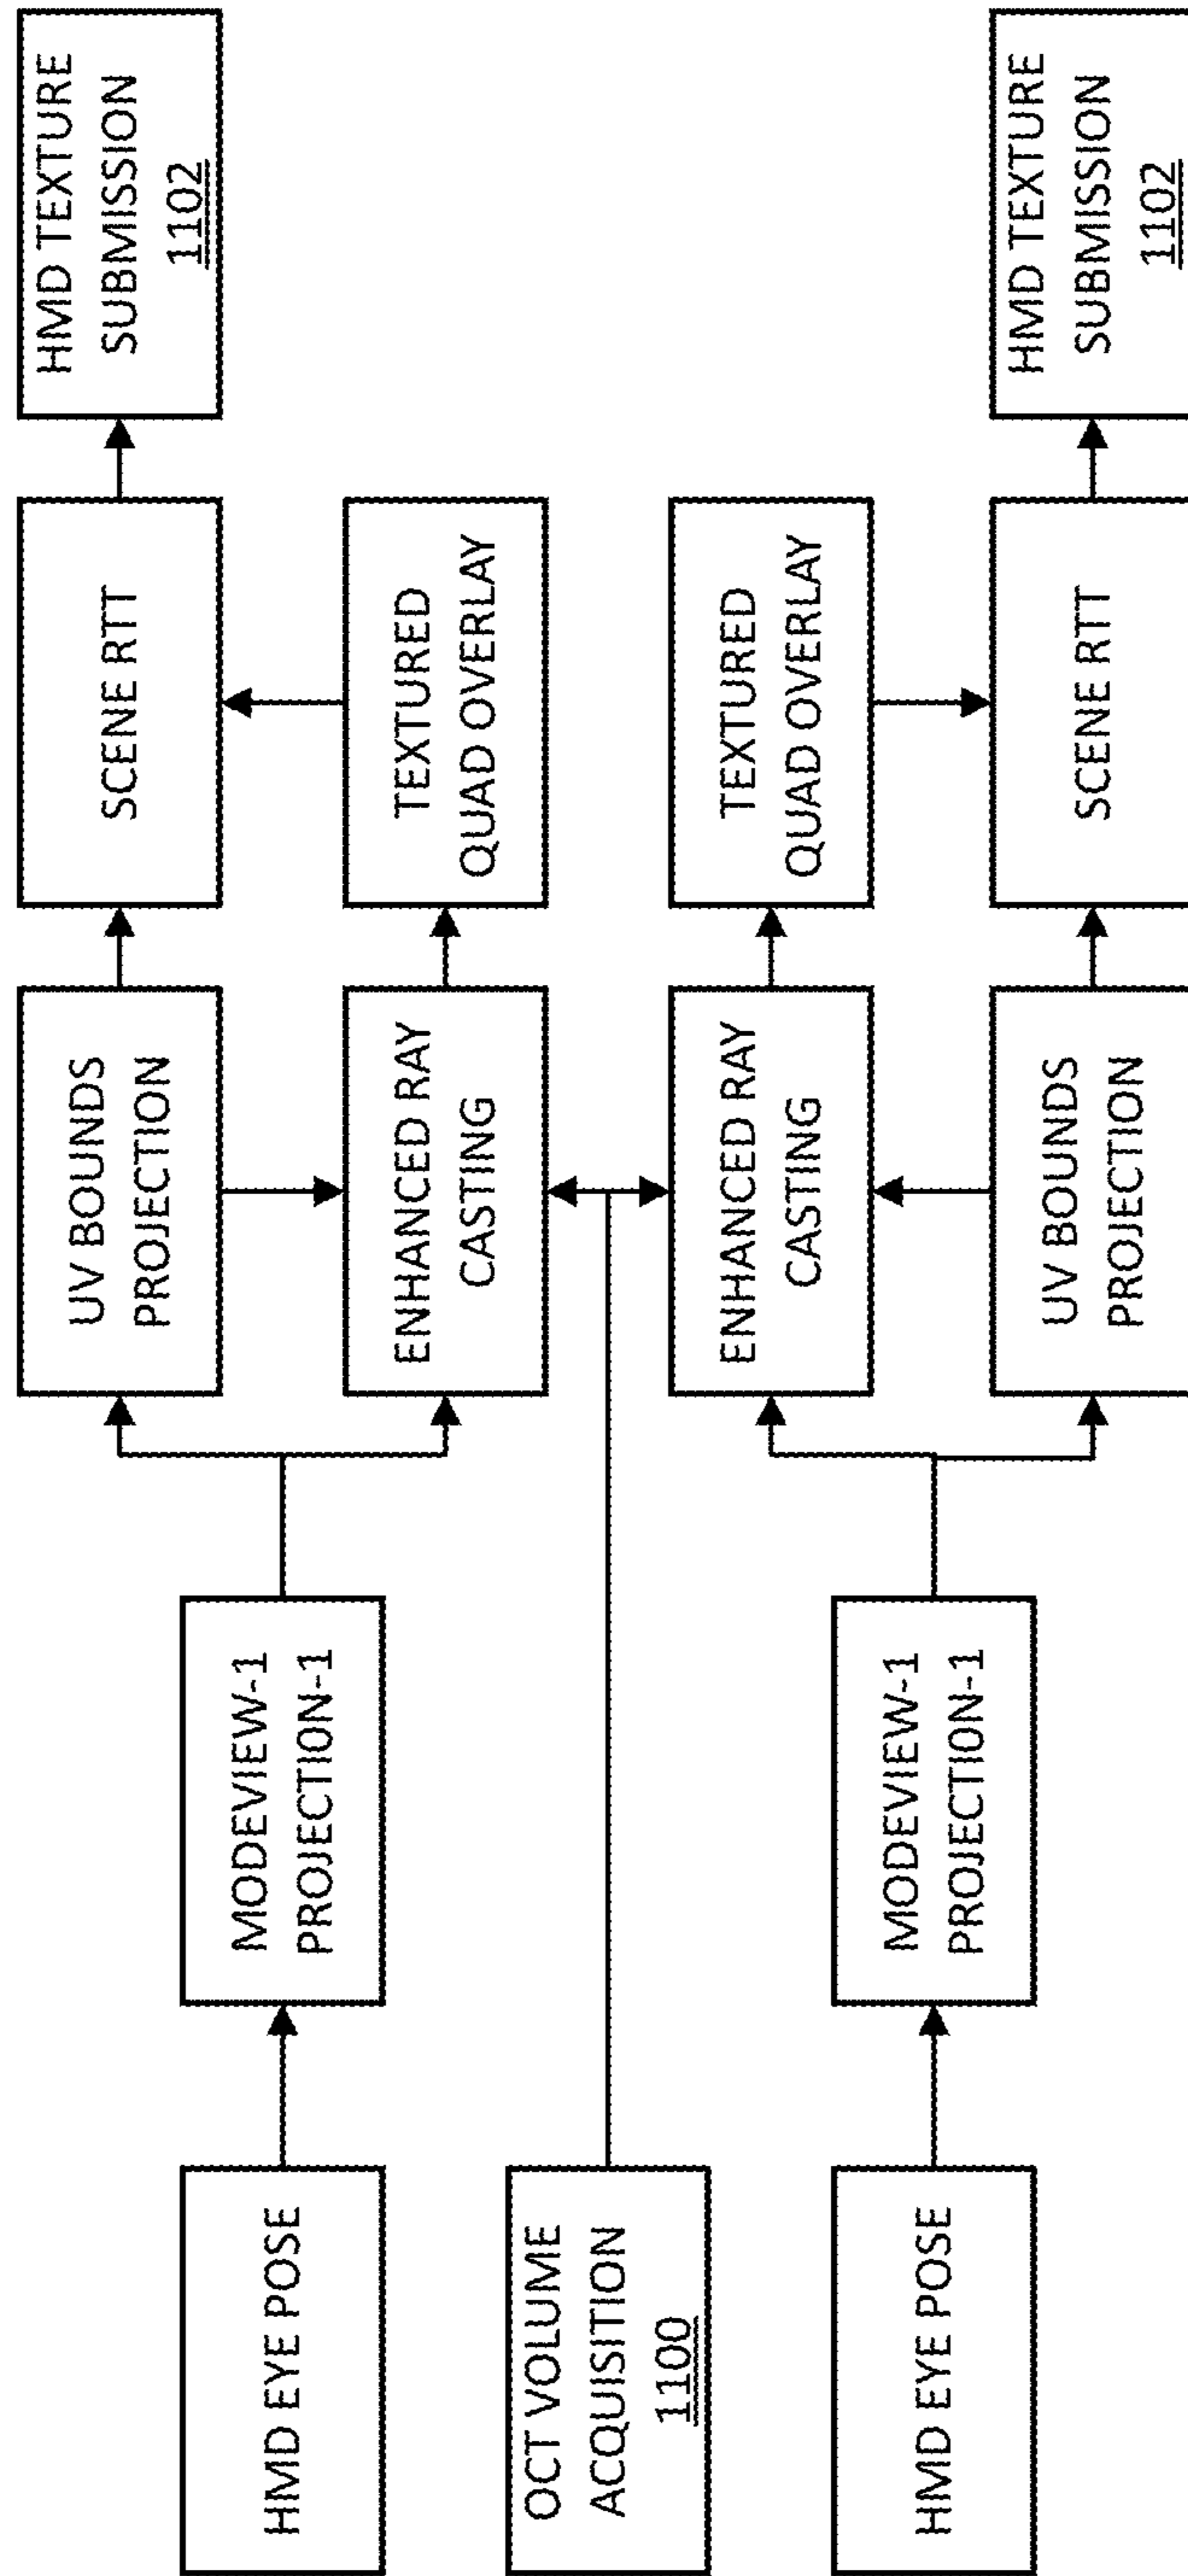 HMD EYE POSE
MODEVIEW-1
PROJECTION-1
UV BOUNDS
PROJECTION
SCENE RTT
HMD TEXTURE
SUBMISSION
1102
ENHANCED RAY
CASTING
TEXTURED
QUAD OVERLAY
OCT VOLUME
ACQUISITION
1100
ENHANCED RAY
CASTING
TEXTURED
QUAD OVERLAY
HMD EYE POSE
MODEVIEW-1
PROJECTION-1
UV BOUNDS
PROJECTION
SCENE RTT
HMD TEXTURE
SUBMISSION
1102